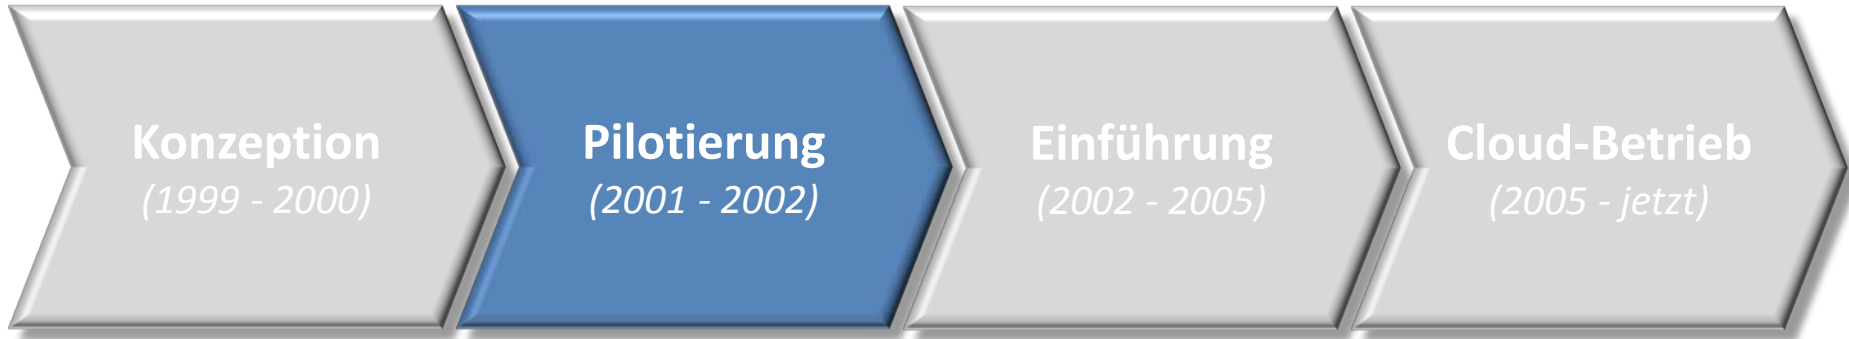 Konzeption
(1999 - 2000)
Pilotierung
(2001 - 2002)
Einführung
(2002 - 2005)
Cloud-Betrieb
(2005 - jetzt)